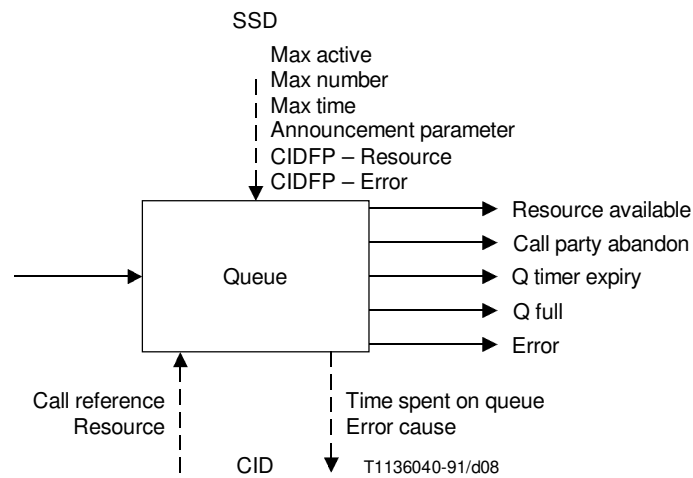 SSD
Max active
Max number
Max time
Announcement parameter
CIDFP – Resource
CIDFP – Error
Resource available
Call party abandon
Queue
Q timer expiry
Q full
Error
Call reference
Resource
Time spent on queue
Error cause
CID
T1136040-91/d08